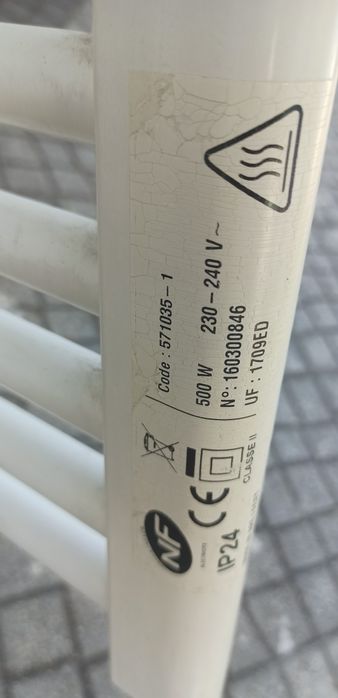 Code : 571035-1
500 W 230-240 V ~
N°: 160300846
UF : 1709ED
CE
CLASSE II
NF
IP24